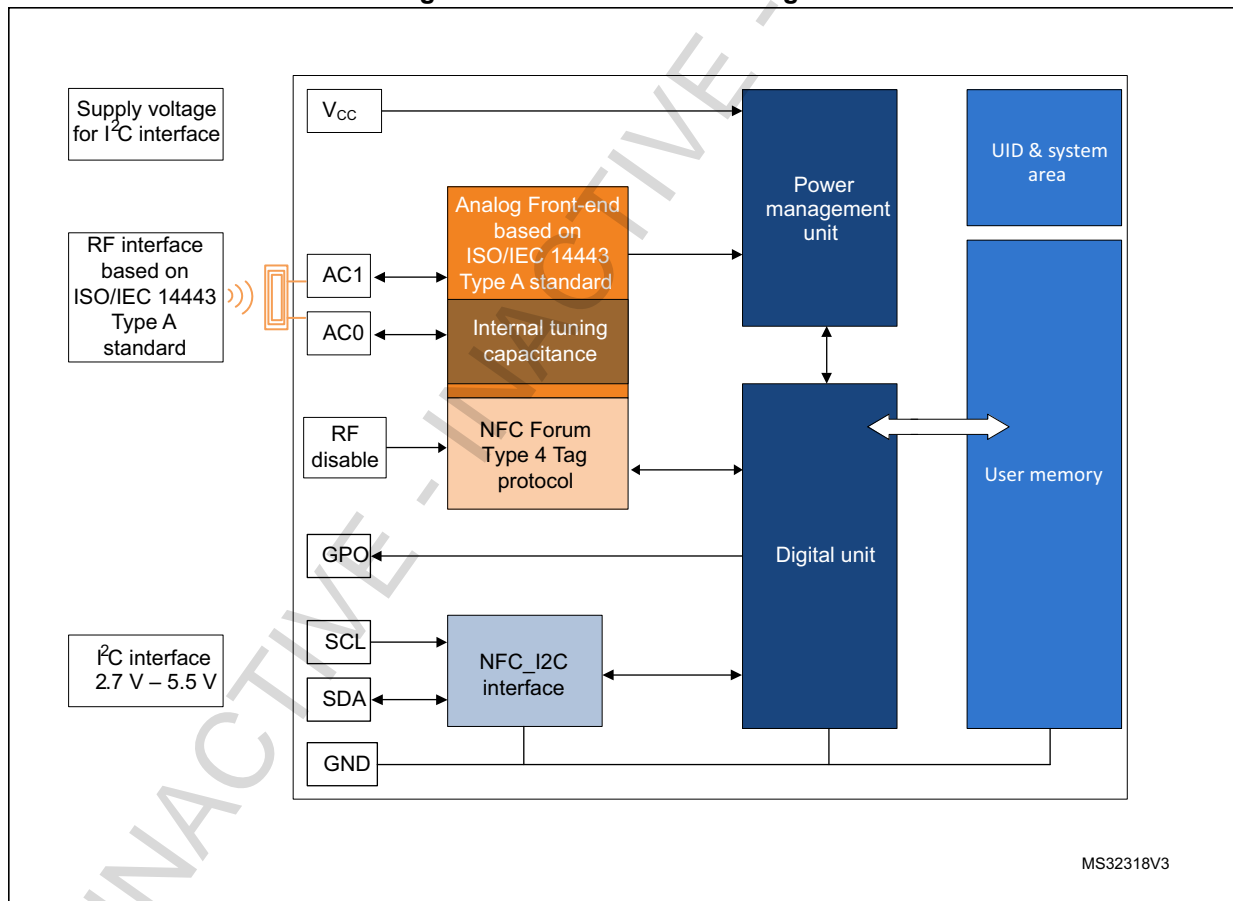 Supply voltage
for I²C interface
RF interface
based on
ISO/IEC 14443
Type A
standard
I²C interface
2.7 V – 5.5 V
VCC
AC1
AC0
RF
disable
GPO
SCL
SDA
GND
Analog Front-end
based on
ISO/IEC 14443
Type A standard
Internal tuning
capacitance
NFC Forum
Type 4 Tag
protocol
NFC_I2C
interface
Power
management
unit
Digital unit
UID & system
area
User memory
MS32318V3
INACTIVE - INACTIVE -